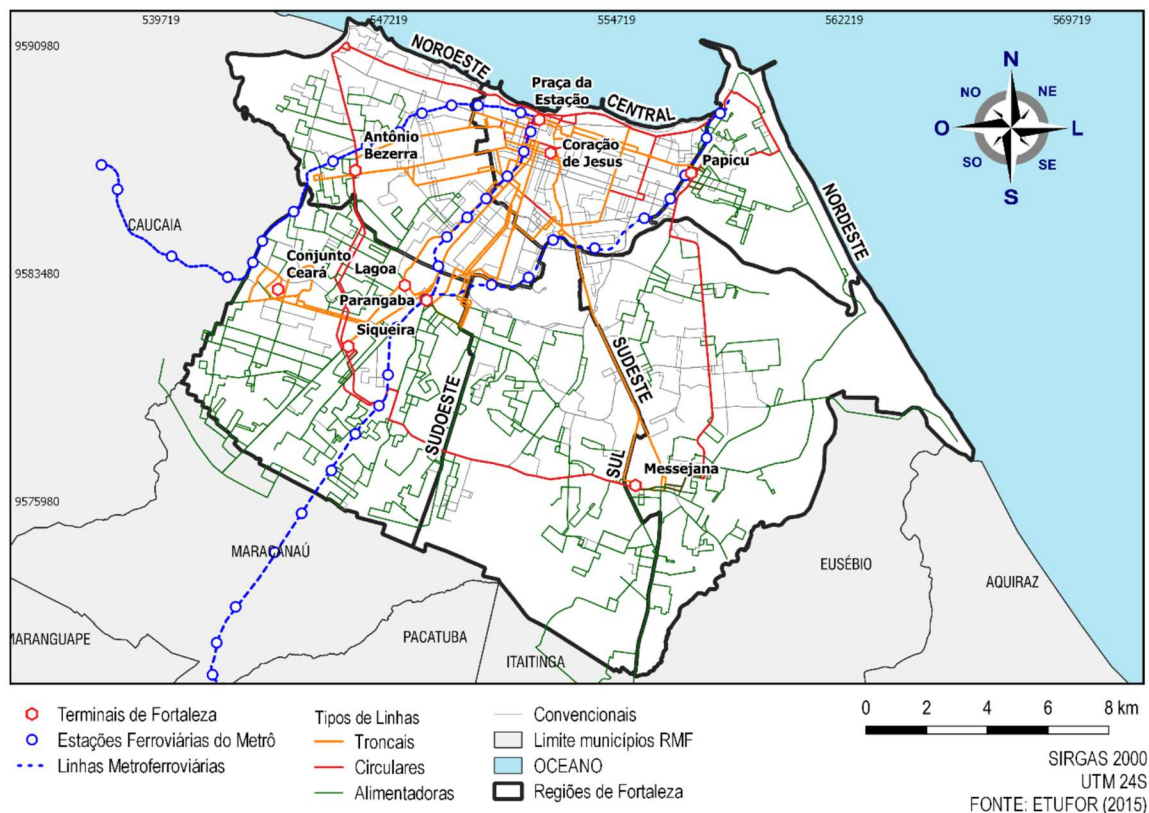 539719
547219
554719
562219
569719
9590980
9583480
9575980
NOROESTE
Praça da
Estação
CENTRAL
Antônio
Bezerra
Coração
de Jesus
Papicu
NORDESTE
CAUCAIA
Conjunto
Ceará
Lagoa
Parangaba
Siqueira
SUDOESTE
SUDESTE
SUL
Messejana
MARACANAÚ
EUSÉBIO
AQUIRAZ
MARANGUAPE
PACATUBA
ITAITINGA
N
NO
NE
O
L
SO
SE
S
Terminais de Fortaleza
Estações Ferroviárias do Metrô
Linhas Metroferroviárias
Tipos de Linhas
Troncais
Circulares
Alimentadoras
Convencionais
Limite municípios RMF
OCEANO
Regiões de Fortaleza
0 2 4 6 8 km
SIRGAS 2000
UTM 24S
FONTE: ETUFOR (2015)